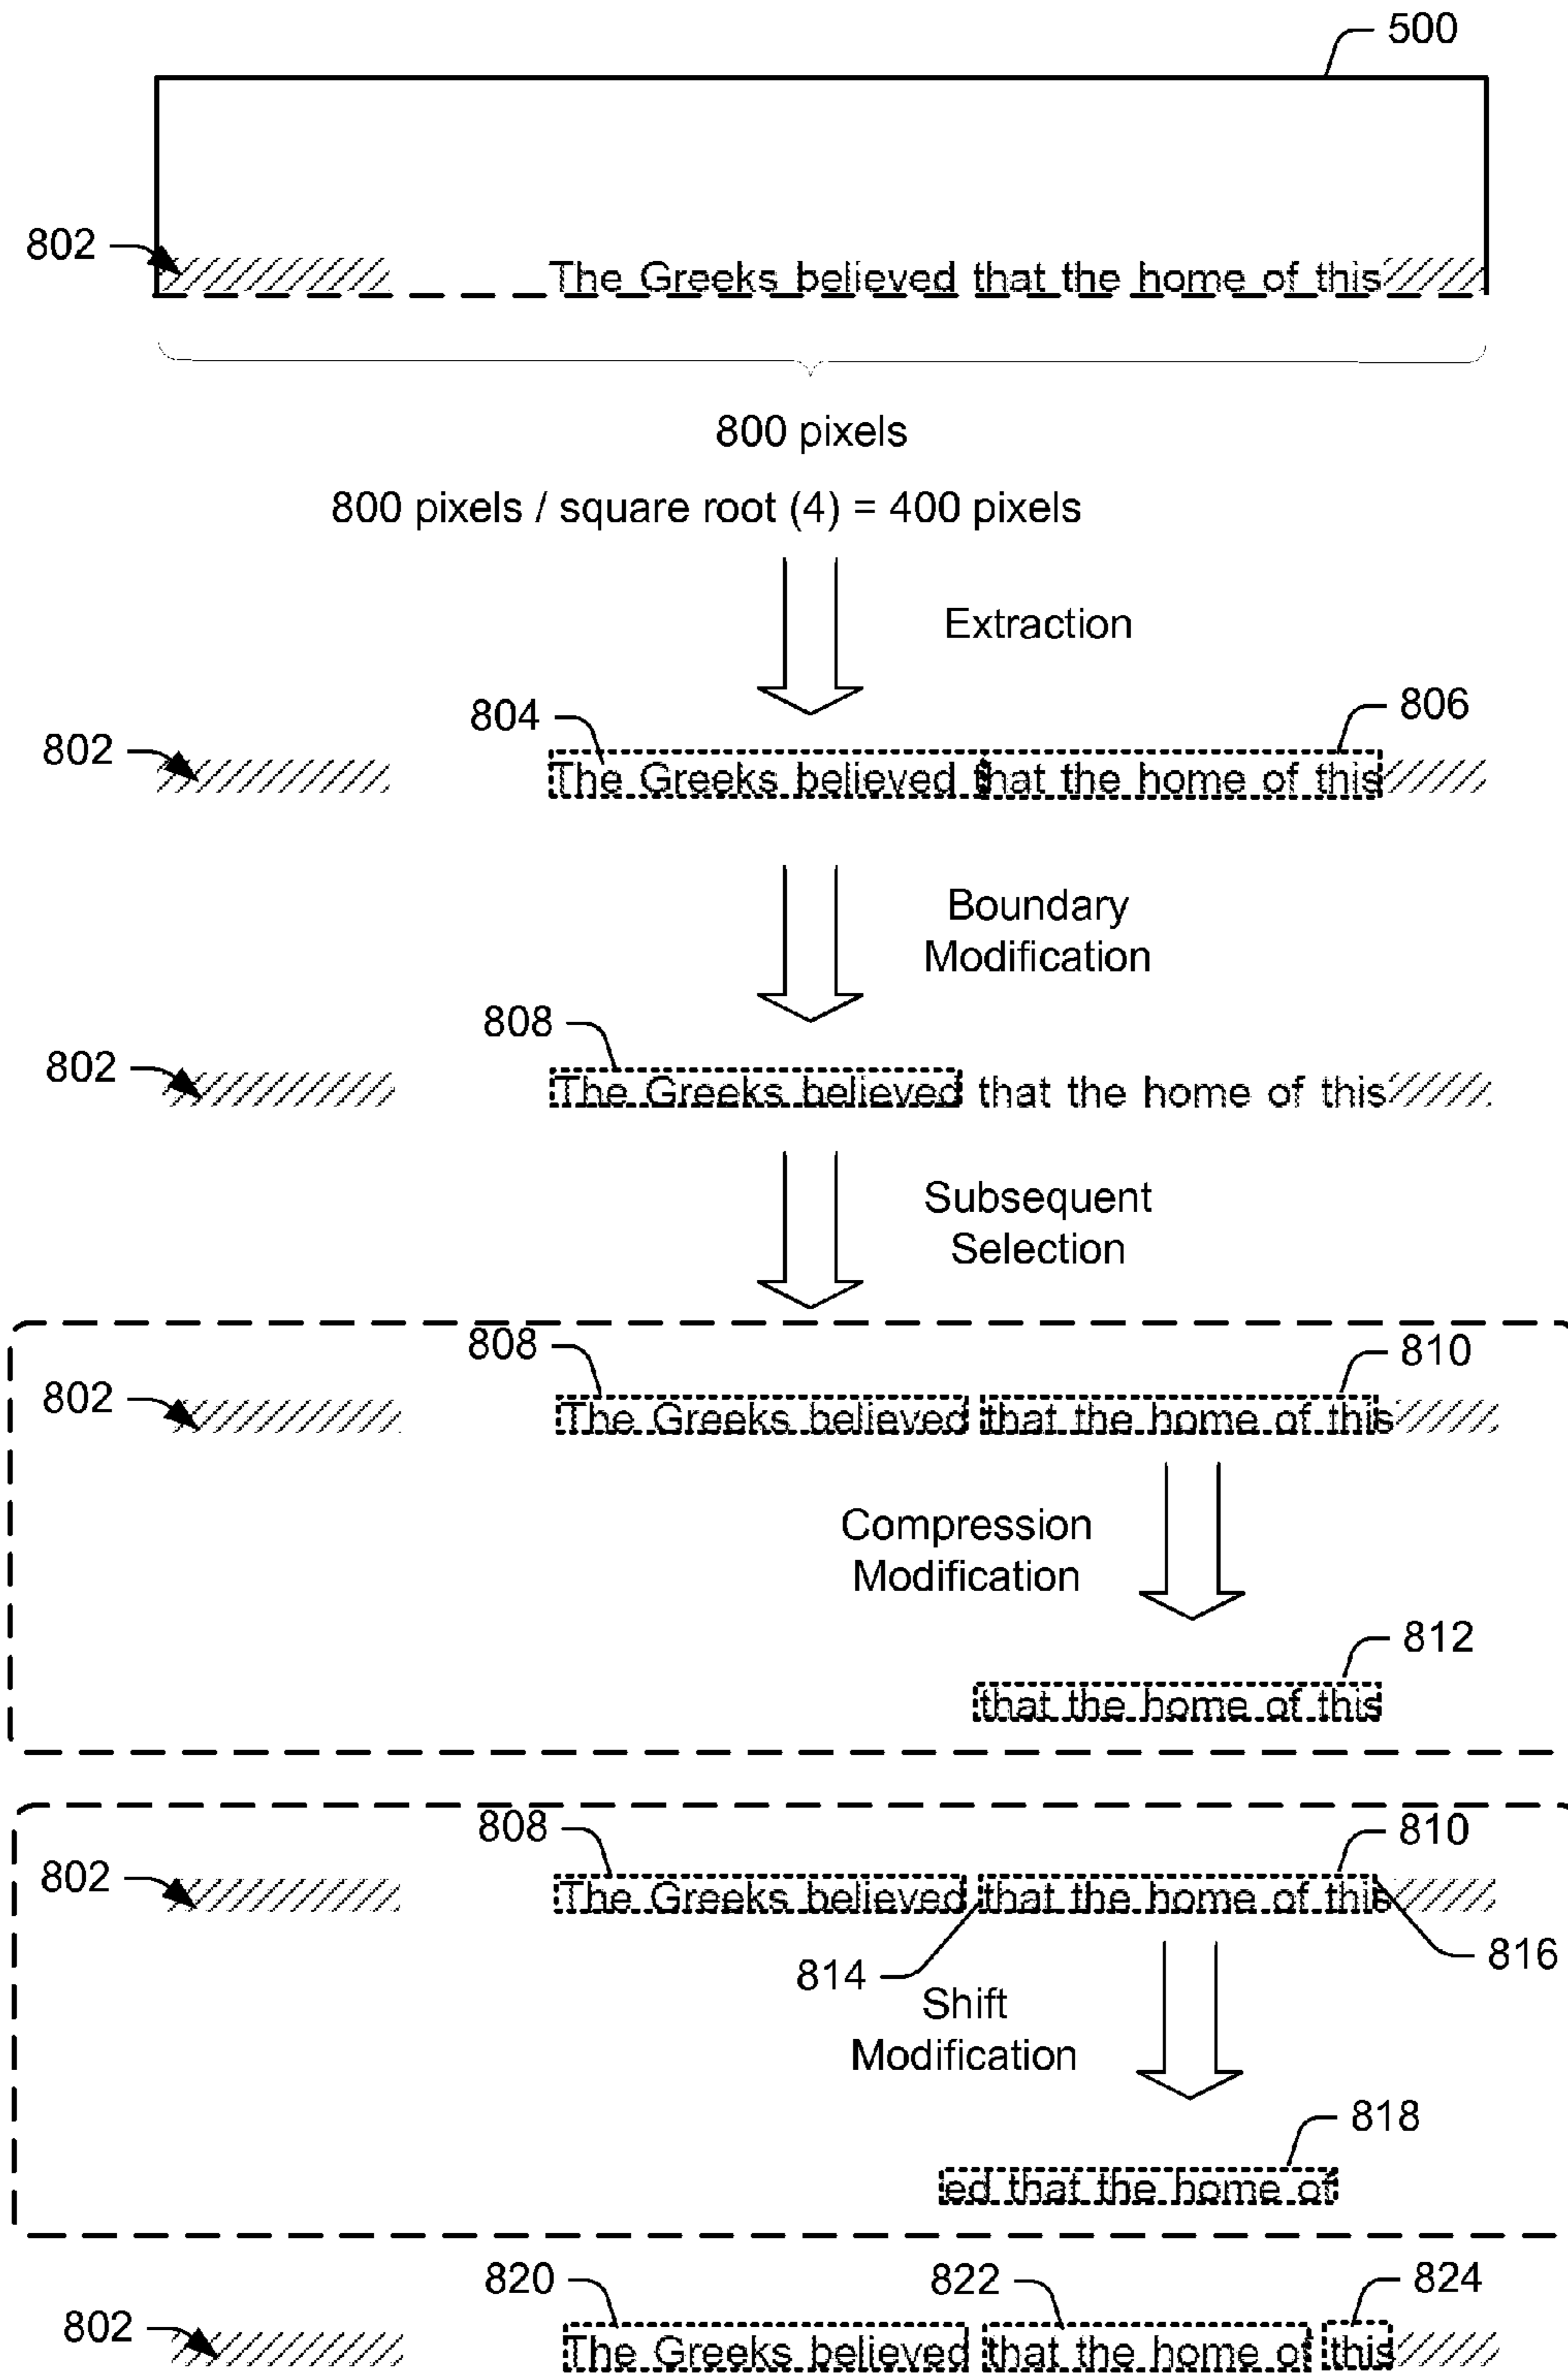 500
802
The Greeks believed that the home of this
800 pixels
800 pixels / square root (4) = 400 pixels
Extraction
804
806
802
The Greeks believed that the home of this
Boundary
Modification
808
802
The Greeks believed that the home of this
Subsequent
Selection
808
810
802
The Greeks believed that the home of this
Compression
Modification
812
that the home of this
808
810
802
The Greeks believed that the home of this
814
816
Shift
Modification
818
ed that the home of
820
822
824
802
The Greeks believed that the home of this